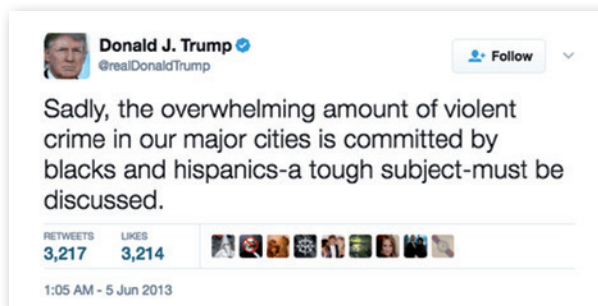 Donald J. Trump
@realDonaldTrump
Follow
Sadly, the overwhelming amount of violent
crime in our major cities is committed by
blacks and hispanics-a tough subject-must be
discussed.
RETWEETS LIKES
3,217 3,214
1:05 AM - 5 Jun 2013